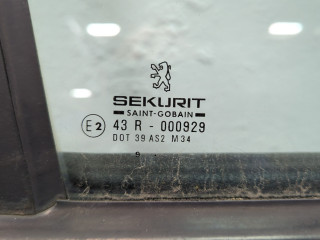 SEKURIT
SAINT-GOBAIN
E2 43 R - 000929
DOT 39 AS2 M34